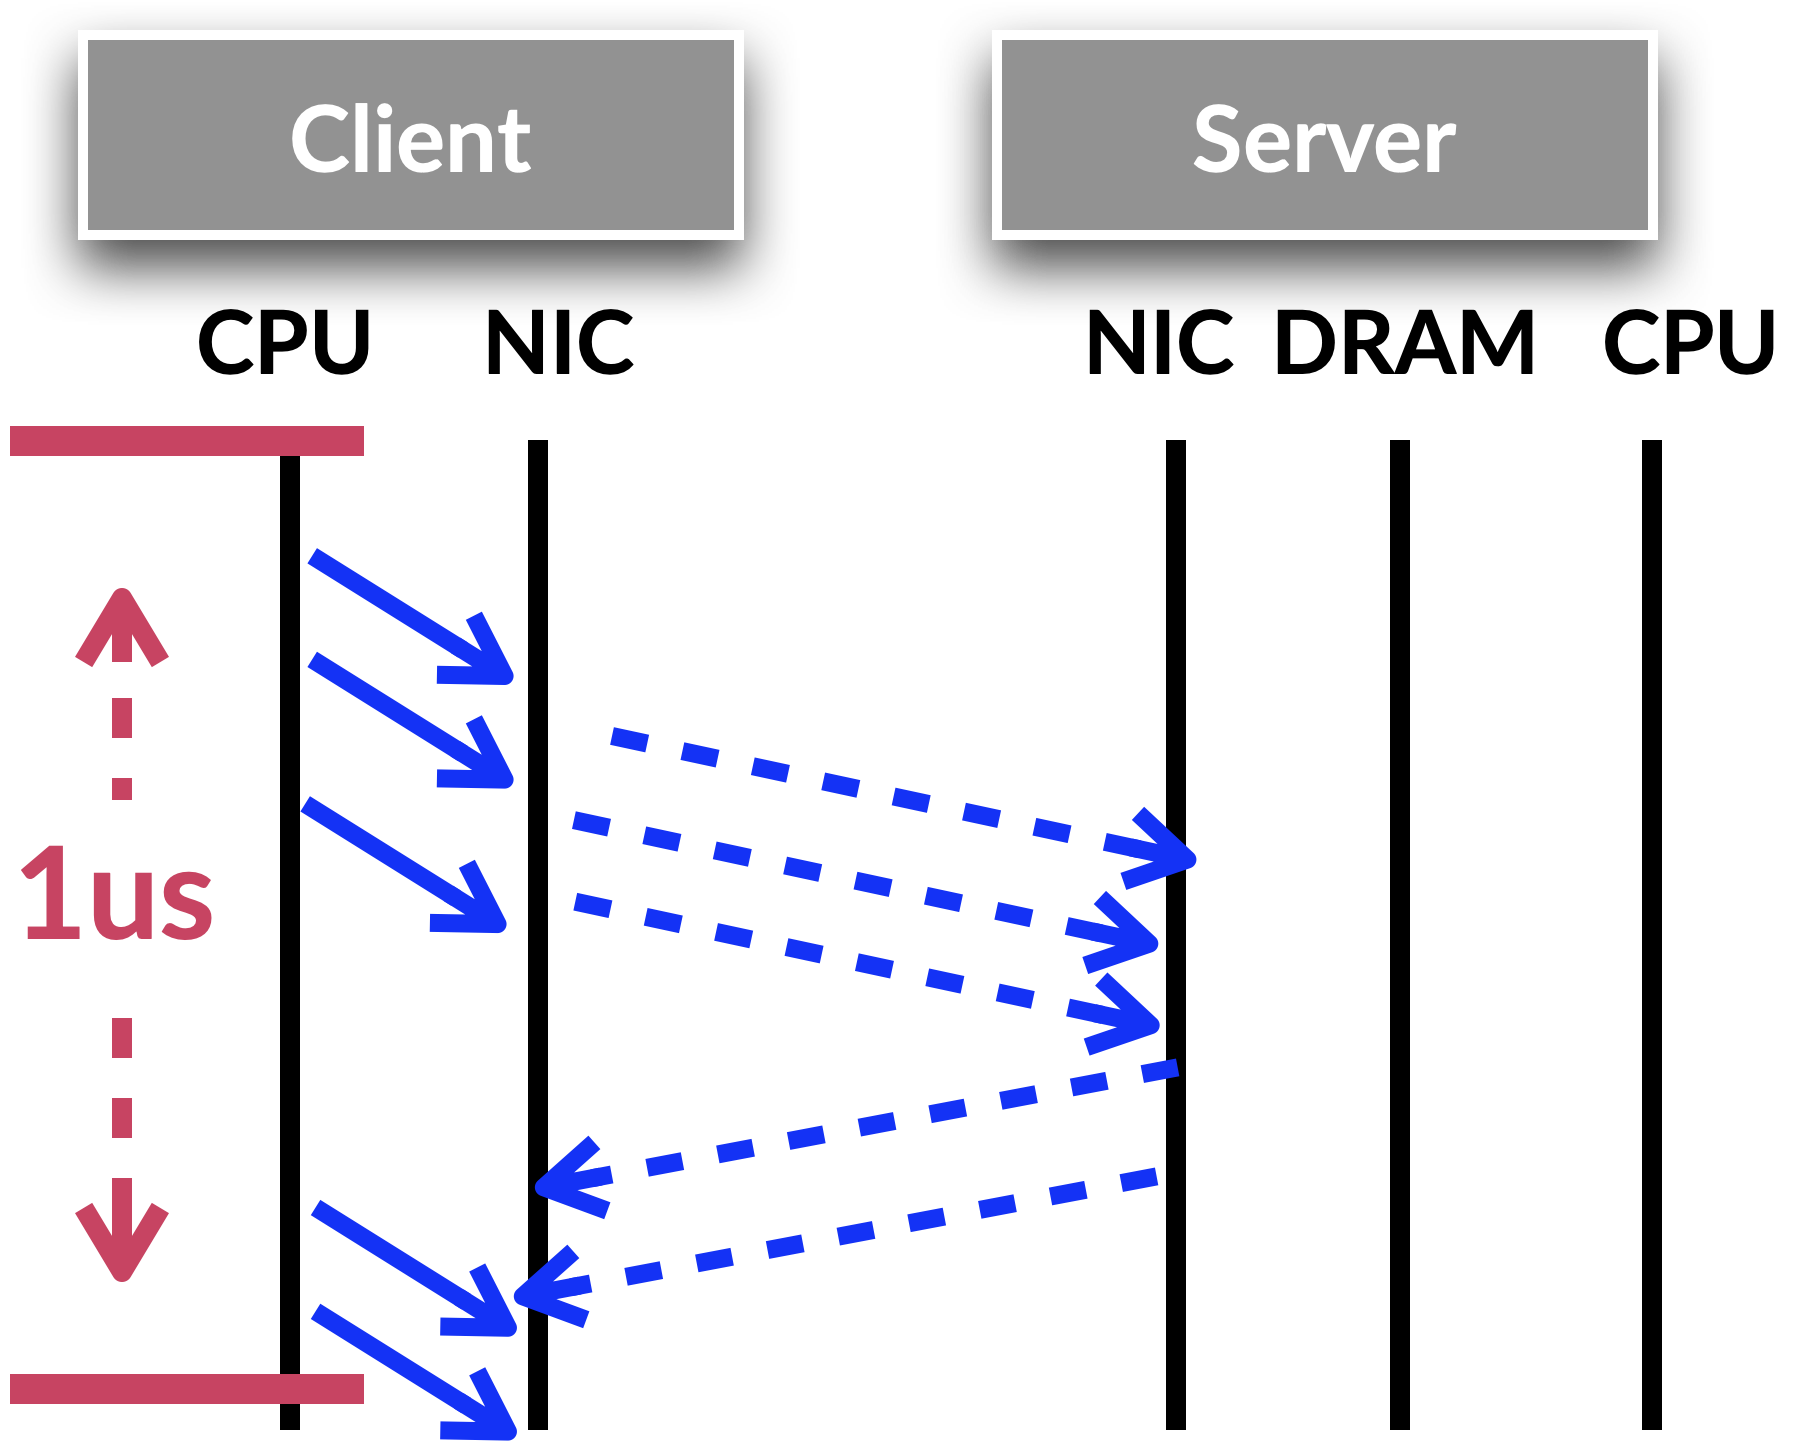 Client
Server
CPU NIC
NIC DRAM CPU
1us